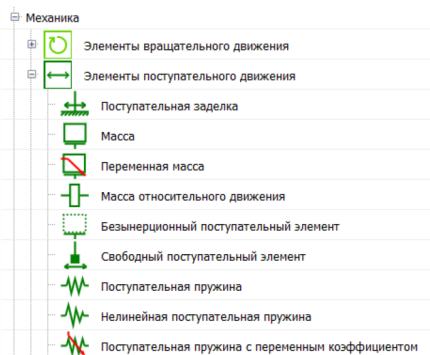 Механика
Элементы вращательного движения
Элементы поступательного движения
Поступательная заделка
Масса
Переменная масса
Масса относительного движения
Безынерционный поступательный элемент
Свободный поступательный элемент
Поступательная пружина
Нелинейная поступательная пружина
Поступательная пружина с переменным коэффициентом